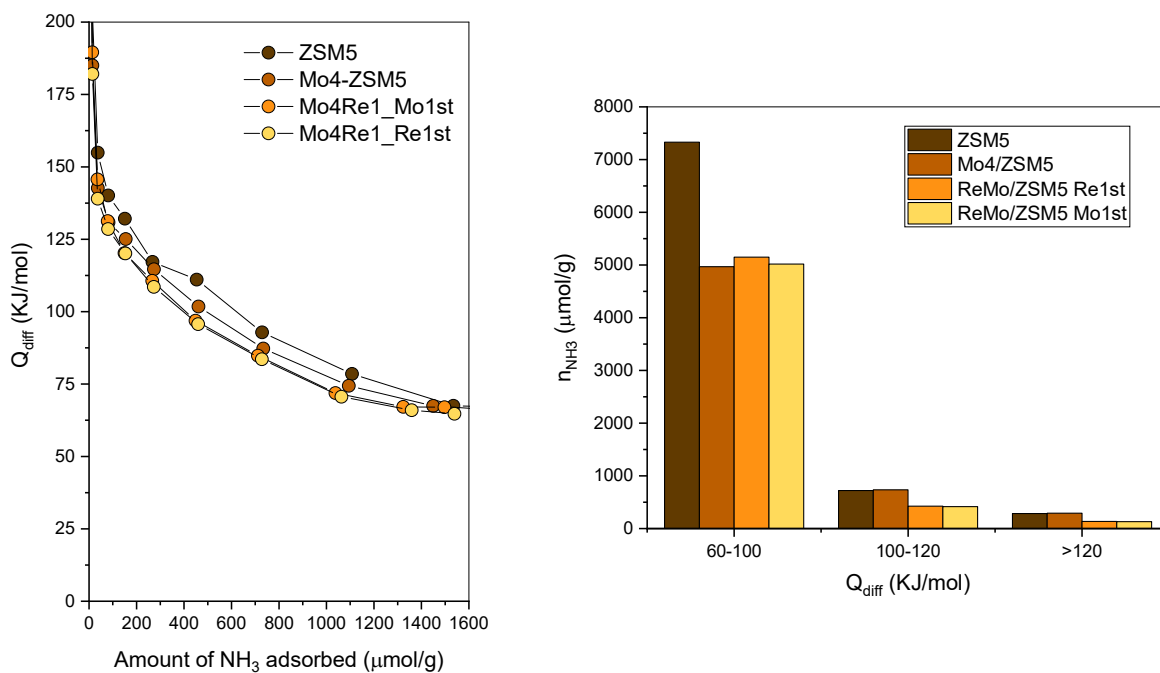 200
175
150
125
100
75
50
25
0
Q_diff (KJ/mol)
ZSM5
Mo4-ZSM5
Mo4Re1_Mo1st
Mo4Re1_Re1st
0 200 400 600 800 1000 1200 1400 1600
Amount of NH₃ adsorbed (μmol/g)
8000
7000
6000
5000
4000
3000
2000
1000
0
n_NH3 (μmol/g)
ZSM5
Mo4/ZSM5
ReMo/ZSM5 Re1st
ReMo/ZSM5 Mo1st
60-100 100-120 >120
Q_diff (KJ/mol)